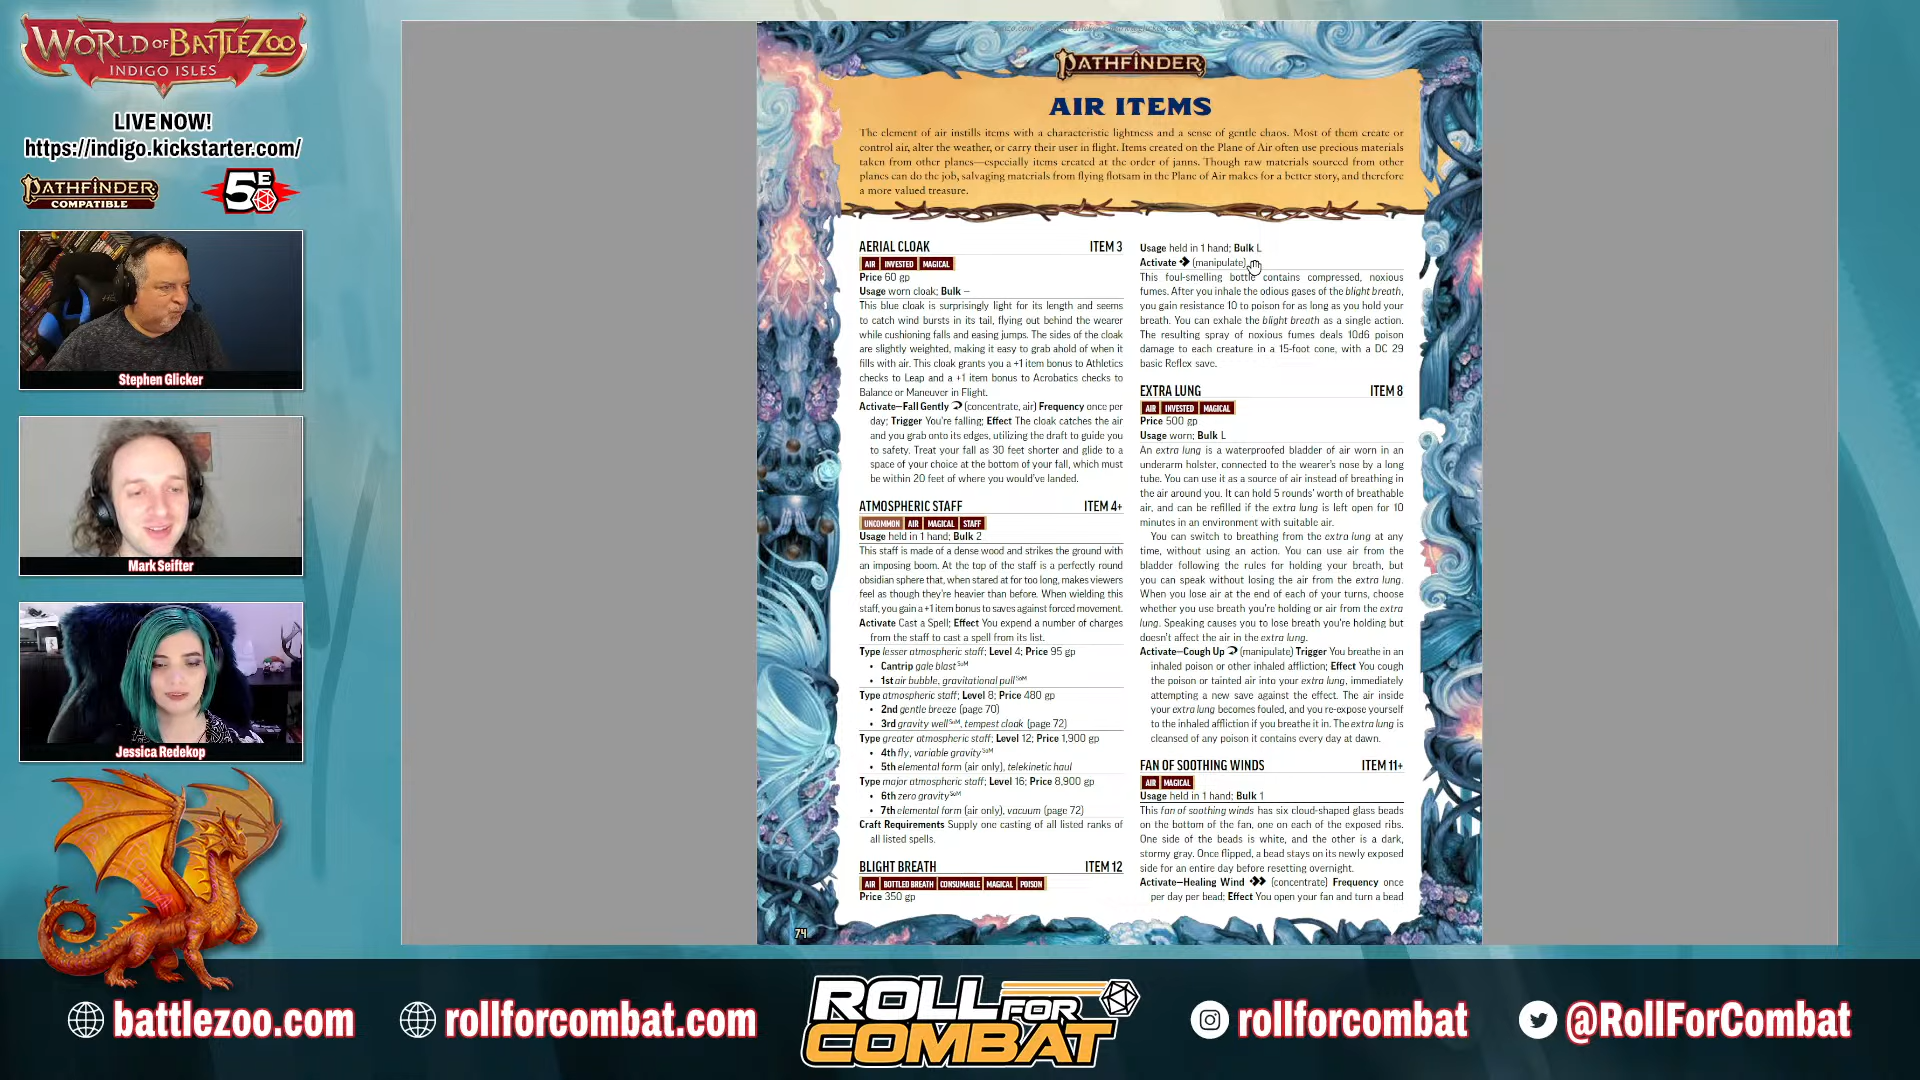 WORLD OF BATTLEZOO
INDIGO ISLES
LIVE NOW!
https://indigo.kickstarter.com/
PATHFINDER
COMPATIBLE
5E
Stephen Glicker
Mark Seifter
Jessica Redekop
PATHFINDER
AIR ITEMS
The element of air instills items with a characteristic lightness and a sense of gentle chaos. Most of them create or
control air, alter the weather, or carry their user in flight. Items created on the Plane of Air often use precious materials
taken from other planes—especially items created at the order of janns. Though raw materials sourced from other
planes can do the job, salvaging materials from flying flotsam in the Plane of Air makes for a better story, and therefore
a more valued treasure.
AERIAL CLOAK ITEM 3
AIR INVESTED MAGICAL
Price 60 gp
Usage worn cloak; Bulk —
This blue cloak is surprisingly light for its length and seems
to catch wind bursts in its tail, flying out behind the wearer
while cushioning falls and easing jumps. The sides of the cloak
are slightly weighted, making it easy to grab ahold of when it
fills with air. This cloak grants you a +1 item bonus to Athletics
checks to Leap and a +1 item bonus to Acrobatics checks to
Balance or Maneuver in Flight.
Activate—Fall Gently (concentrate, air) Frequency once per
day; Trigger You're falling; Effect The cloak catches the air
and you grab onto its edges, utilizing the draft to guide you
to safety. Treat your fall as 30 feet shorter and glide to a
space of your choice at the bottom of your fall, which must
be within 20 feet of where you would've landed.
ATMOSPHERIC STAFF ITEM 4+
UNCOMMON AIR MAGICAL STAFF
Usage held in 1 hand; Bulk 2
This staff is made of a dense wood and strikes the ground with
an imposing boom. At the top of the staff is a perfectly round
obsidian sphere that, when stared at for too long, makes viewers
feel as though they're heavier than before. When wielding this
staff, you gain a +1 item bonus to saves against forced movement.
Activate Cast a Spell; Effect You expend a number of charges
from the staff to cast a spell from its list.
Type lesser atmospheric staff; Level 4; Price 95 gp
• Cantrip gale blast SoM
• 1st air bubble, gravitational pull SoM
Type atmospheric staff; Level 8; Price 480 gp
• 2nd gentle breeze (page 70)
• 3rd gravity well SoM, tempest cloak (page 72)
Type greater atmospheric staff; Level 12; Price 1,900 gp
• 4th fly, variable gravity SoM
• 5th elemental form (air only), telekinetic haul
Type major atmospheric staff; Level 16; Price 8,900 gp
• 6th zero gravity SoM
• 7th elemental form (air only), vacuum (page 72)
Craft Requirements Supply one casting of all listed ranks of
all listed spells.
BLIGHT BREATH ITEM 12
AIR BOTTLED BREATH CONSUMABLE MAGICAL POISON
Price 350 gp
Usage held in 1 hand; Bulk L
Activate (manipulate)
This foul-smelling bottle contains compressed, noxious
fumes. After you inhale the odious gases of the blight breath,
you gain resistance 10 to poison for as long as you hold your
breath. You can exhale the blight breath as a single action.
The resulting spray of noxious fumes deals 10d6 poison
damage to each creature in a 15-foot cone, with a DC 29
basic Reflex save.
EXTRA LUNG ITEM 8
AIR INVESTED MAGICAL
Price 500 gp
Usage worn; Bulk L
An extra lung is a waterproofed bladder of air worn in an
underarm holster, connected to the wearer's nose by a long
tube. You can use it as a source of air instead of breathing in
the air around you. It can hold 5 rounds' worth of breathable
air, and can be refilled if the extra lung is left open for 10
minutes in an environment with suitable air.
You can switch to breathing from the extra lung at any
time, without using an action. You can use air from the
bladder following the rules for holding your breath, but
you can speak without losing the air from the extra lung.
When you lose air at the end of each of your turns, choose
whether you use breath you're holding or air from the extra
lung. Speaking causes you to lose breath you're holding but
doesn't affect the air in the extra lung.
Activate—Cough Up (manipulate) Trigger You breathe in an
inhaled poison or other inhaled affliction; Effect You cough
the poison or tainted air into your extra lung, immediately
attempting a new save against the effect. The air inside
your extra lung becomes fouled, and you re-expose yourself
to the inhaled affliction if you breathe it in. The extra lung is
cleansed of any poison it contains every day at dawn.
FAN OF SOOTHING WINDS ITEM 11+
AIR MAGICAL
Usage held in 1 hand; Bulk 1
This fan of soothing winds has six cloud-shaped glass beads
on the bottom of the fan, one on each of the exposed ribs.
One side of the beads is white, and the other is a dark,
stormy gray. Once flipped, a bead stays on its newly exposed
side for an entire day before resetting overnight.
Activate—Healing Wind (concentrate) Frequency once
per day per bead; Effect You open your fan and turn a bead
74
battlezoo.com
rollforcombat.com
ROLL FOR
COMBAT
rollforcombat
@RollForCombat